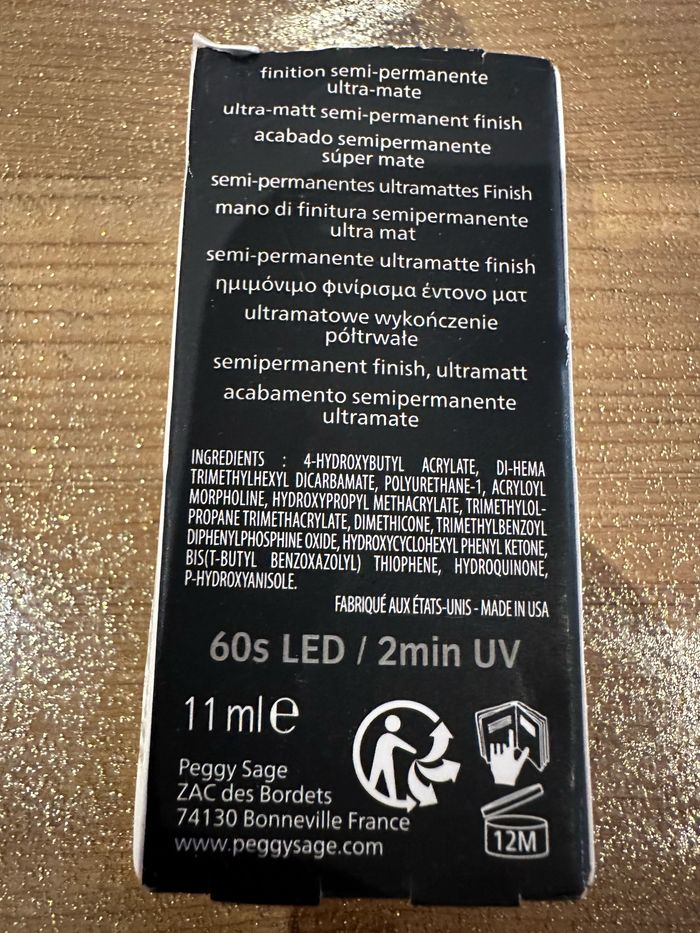 finition semi-permanente
ultra-mate
ultra-matt semi-permanent finish
acabado semipermanente
súper mate
semi-permanentes ultramattes Finish
mano di finitura semipermanente
ultra mat
semi-permanente ultramatte finish
ημιμόνιμο φινίρισμα έντονο ματ
ultramatowe wykończenie
półtrwałe
semipermanent finish, ultramatt
acabamento semipermanente
ultramate
INGREDIENTS : 4-HYDROXYBUTYL ACRYLATE, DI-HEMA
TRIMETHYLHEXYL DICARBAMATE, POLYURETHANE-1, ACRYLOYL
MORPHOLINE, HYDROXYPROPYL METHACRYLATE, TRIMETHYLOL-
PROPANE TRIMETHACRYLATE, DIMETHICONE, TRIMETHYLBENZOYL
DIPHENYLPHOSPHINE OXIDE, HYDROXYCYCLOHEXYL PHENYL KETONE,
BIS(T-BUTYL BENZOXAZOLYL) THIOPHENE, HYDROQUINONE,
P-HYDROXYANISOLE.
FABRIQUÉ AUX ÉTATS-UNIS - MADE IN USA
60s LED / 2min UV
11 ml e
Peggy Sage
ZAC des Bordets
74130 Bonneville France
www.peggysage.com
12M